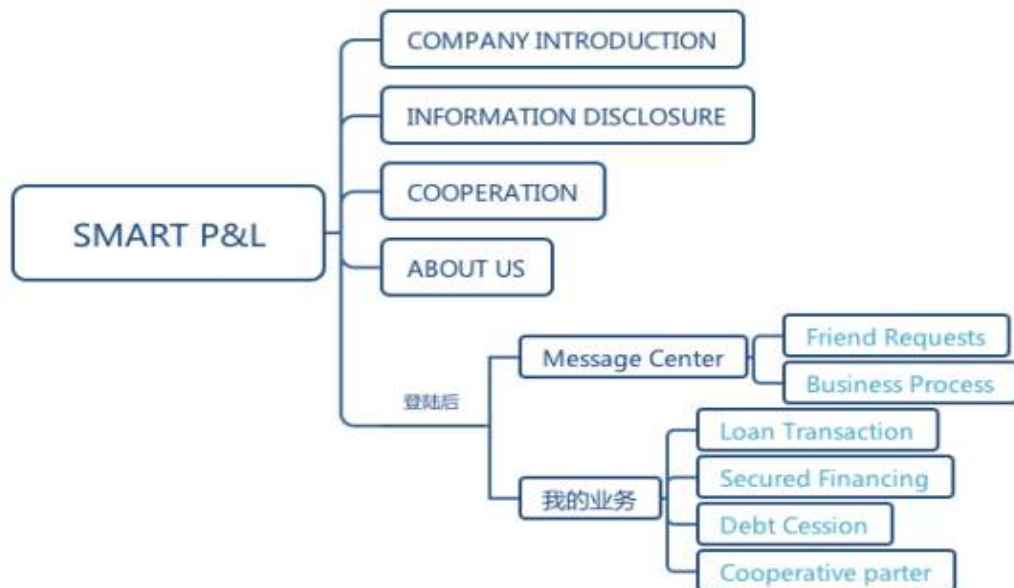 SMART P&L
COMPANY INTRODUCTION
INFORMATION DISCLOSURE
COOPERATION
ABOUT US
登陆后
Message Center
Friend Requests
Business Process
我的业务
Loan Transaction
Secured Financing
Debt Cession
Cooperative parter